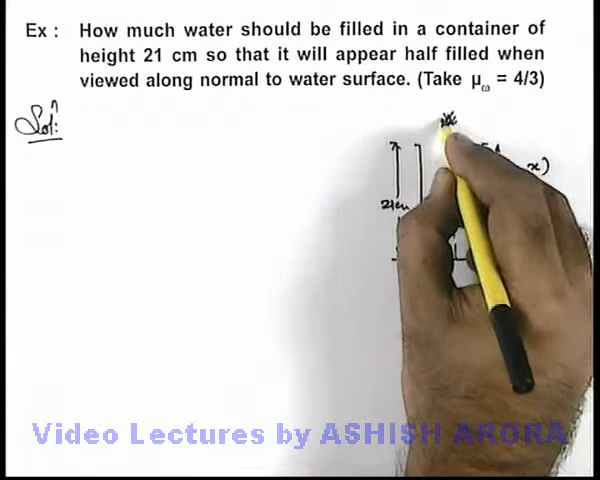 Ex : How much water should be filled in a container of
height 21 cm so that it will appear half filled when
viewed along normal to water surface. (Take μω = 4/3)
Soln:
x)
21cm
Video Lectures by ASHISH ARORA